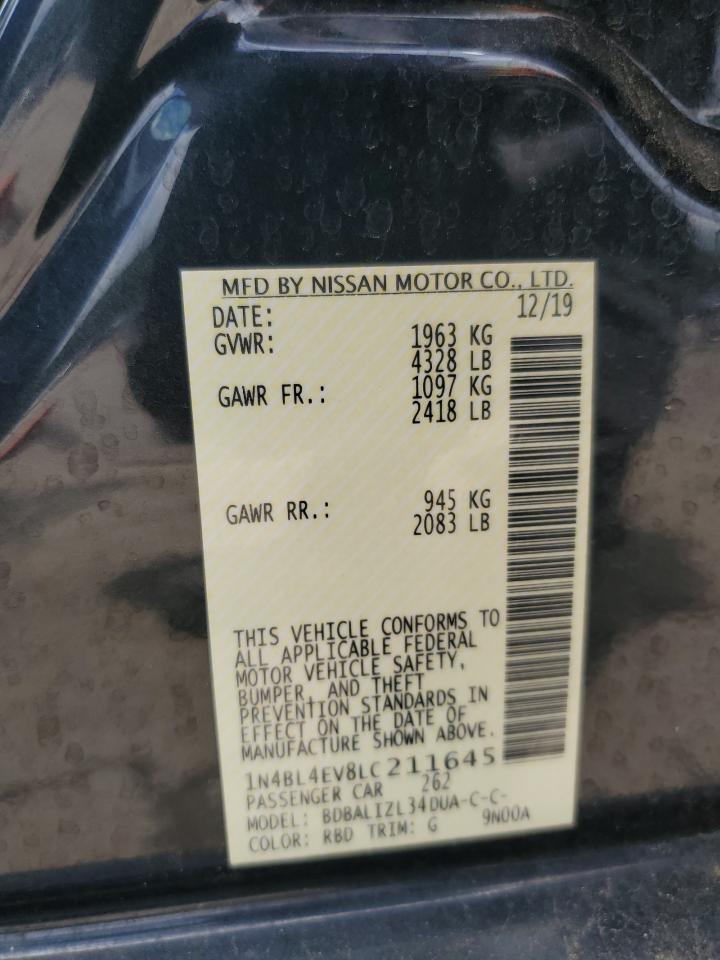 MFD BY NISSAN MOTOR CO., LTD.
DATE: 12/19
GVWR: 1963 KG
4328 LB
GAWR FR.: 1097 KG
2418 LB
GAWR RR.: 945 KG
2083 LB
THIS VEHICLE CONFORMS TO
ALL APPLICABLE FEDERAL
MOTOR VEHICLE SAFETY,
BUMPER, AND THEFT
PREVENTION STANDARDS IN
EFFECT ON THE DATE OF
MANUFACTURE SHOWN ABOVE.
1N4BL4EV8LC211645
PASSENGER CAR 262
MODEL: BDBALIZL34DUA-C-C-
COLOR: RBD TRIM: G 9N00A